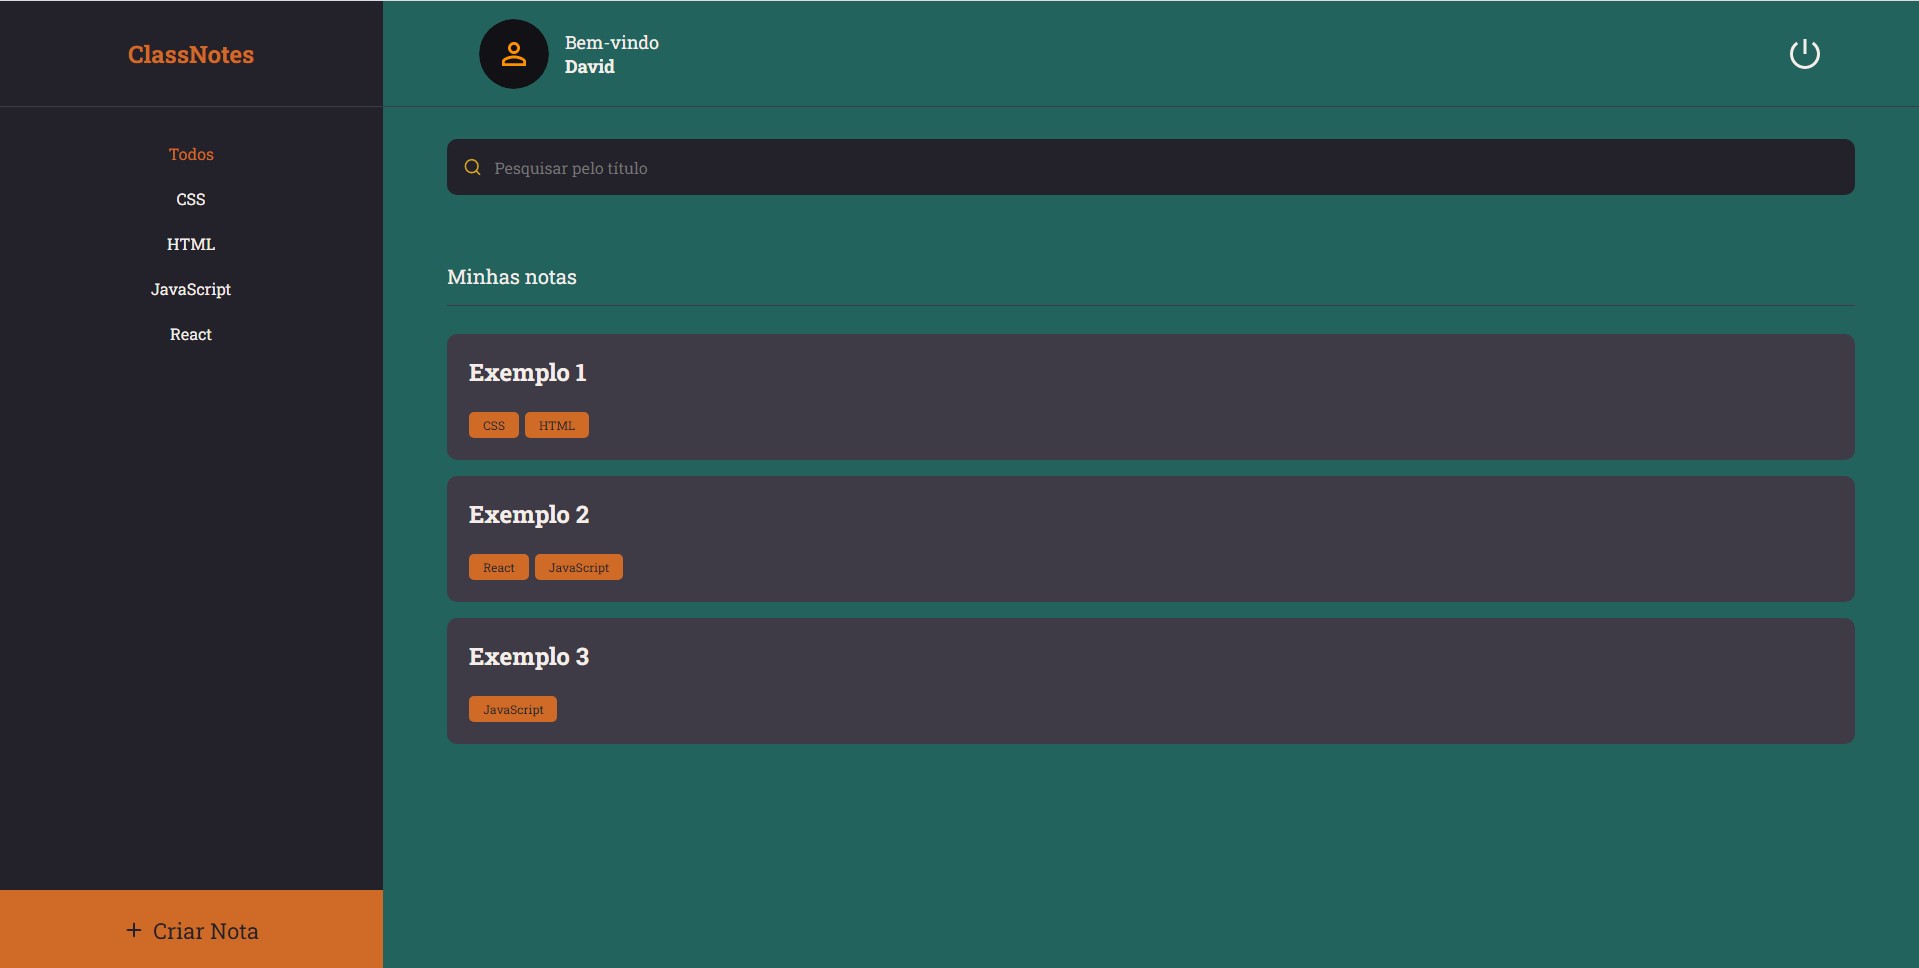 ClassNotes
Bem-vindo
David
Todos
CSS
HTML
JavaScript
React
Criar Nota
Pesquisar pelo título
Minhas notas
Exemplo 1
CSS HTML
Exemplo 2
React JavaScript
Exemplo 3
JavaScript